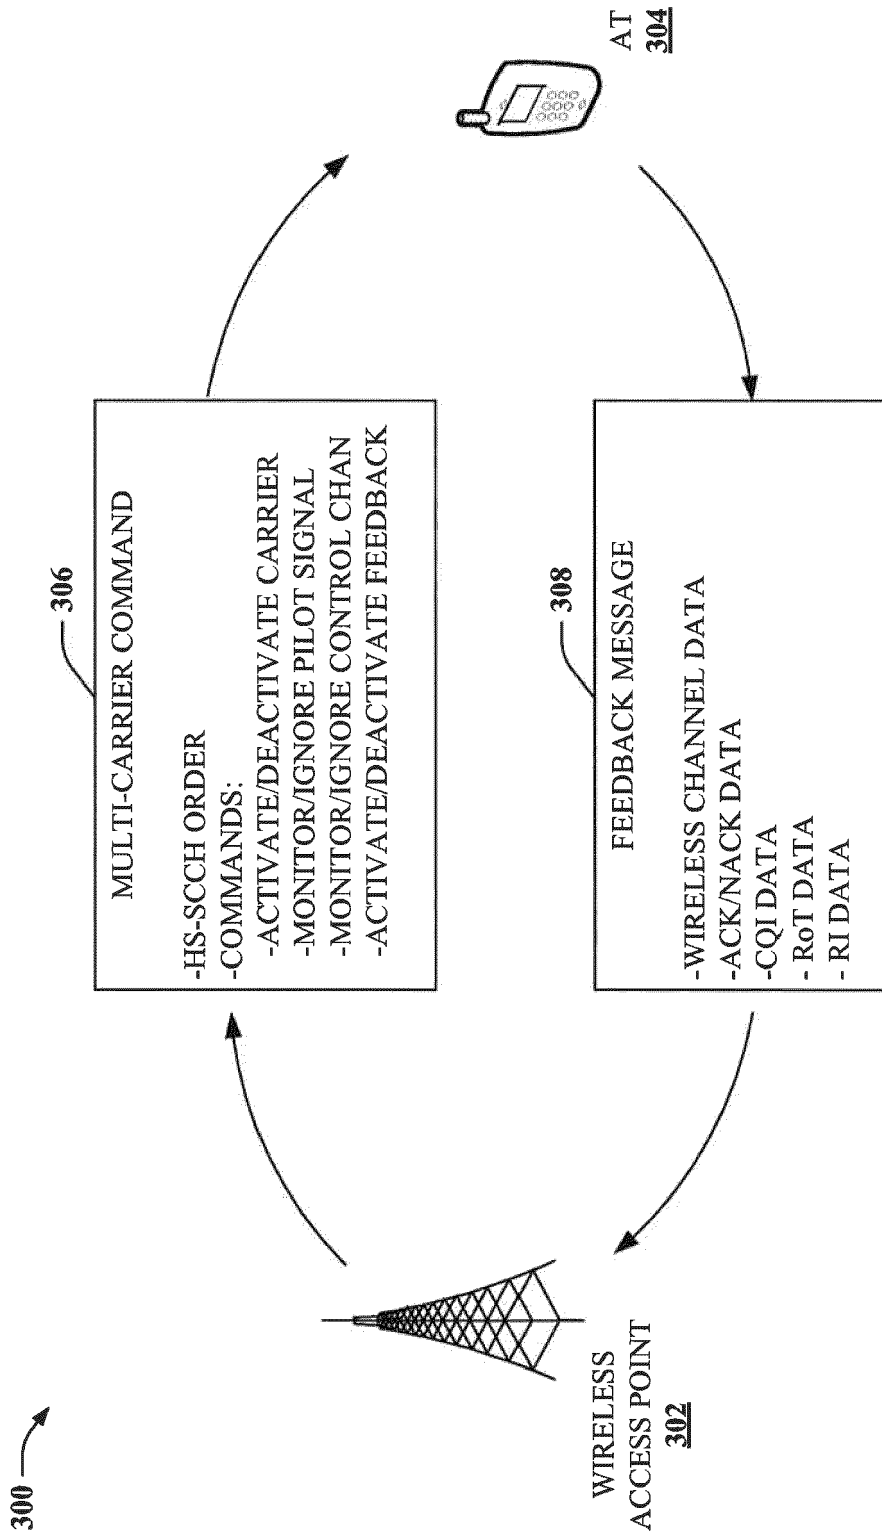 300
MULTI-CARRIER COMMAND
306
-HS-SCCH ORDER
-COMMANDS:
-ACTIVATE/DEACTIVATE CARRIER
-MONITOR/IGNORE PILOT SIGNAL
-MONITOR/IGNORE CONTROL CHAN
-ACTIVATE/DEACTIVATE FEEDBACK
WIRELESS
ACCESS POINT
302
AT
304
308
FEEDBACK MESSAGE
- WIRELESS CHANNEL DATA
-ACK/NACK DATA
-CQI DATA
- RoT DATA
- RI DATA